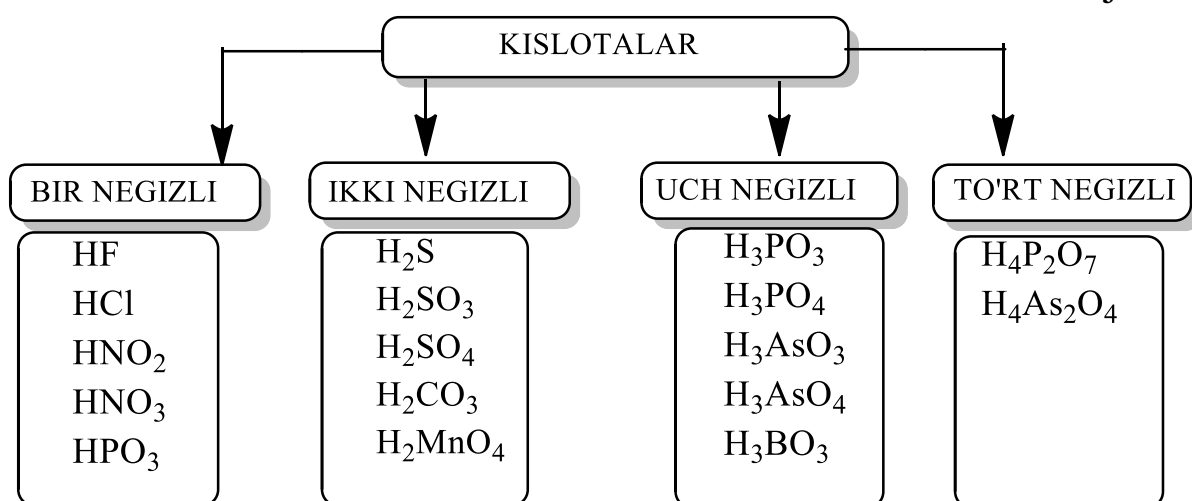 KISLOTALAR
BIR NEGIZLI
HF
HCl
HNO₂
HNO₃
HPO₃
IKKI NEGIZLI
H₂S
H₂SO₃
H₂SO₄
H₂CO₃
H₂MnO₄
UCH NEGIZLI
H₃PO₃
H₃PO₄
H₃AsO₃
H₃AsO₄
H₃BO₃
TO'RT NEGIZLI
H₄P₂O₇
H₄As₂O₄